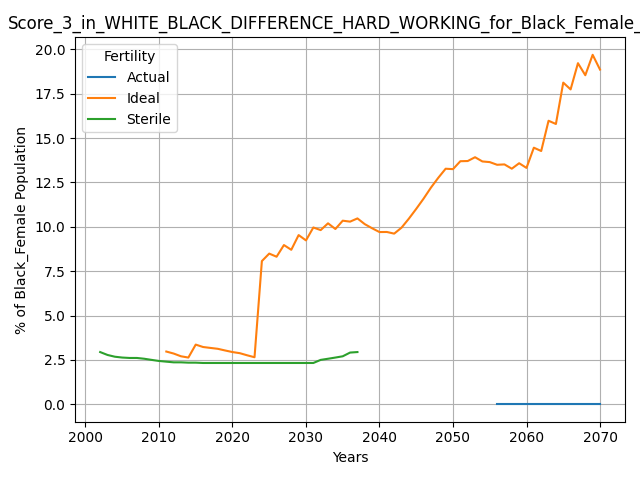 Score_3_in_WHITE_BLACK_DIFFERENCE_HARD_WORKING_for_Black_Female_
Fertility
Actual
Ideal
Sterile
% of Black_Female Population
20.0
17.5
15.0
12.5
10.0
7.5
5.0
2.5
0.0
2000 2010 2020 2030 2040 2050 2060 2070
Years